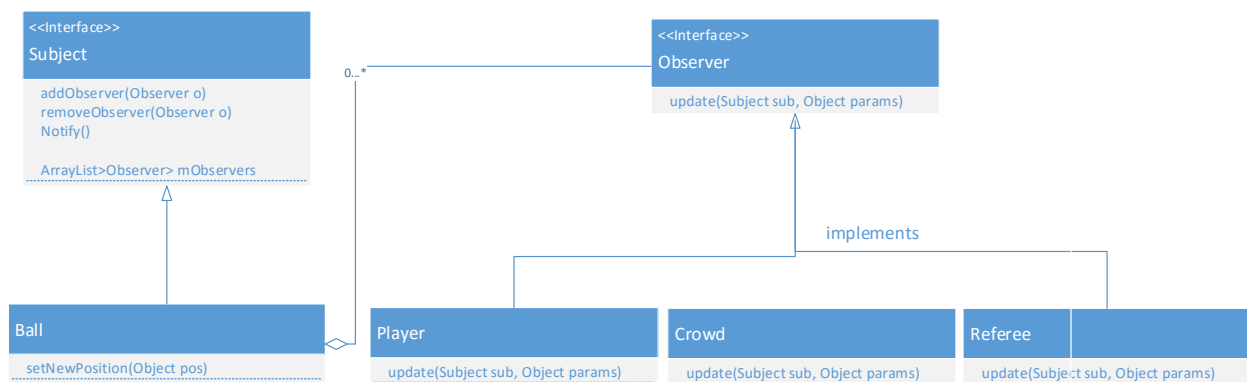 <<Interface>>
Subject
addObserver(Observer o)
removeObserver(Observer o)
Notify()
ArrayList>Observer> mObservers
0...*
<<Interface>>
Observer
update(Subject sub, Object params)
implements
Ball
setNewPosition(Object pos)
Player
update(Subject sub, Object params)
Crowd
update(Subject sub, Object params)
Referee
update(Subject sub, Object params)